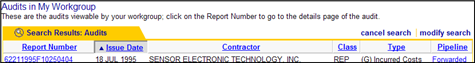 Audits in My Workgroup
These are the audits viewable by your workgroup; click on the Report Number to go to the details page of the audit.
Search Results: Audits cancel search | modify search
Report Number Issue Date Contractor Class Type Pipeline
62211995F10250404 18 JUL 1995 SENSOR ELECTRONIC TECHNOLOGY, INC. REP (G) Incurred Costs Forwarded